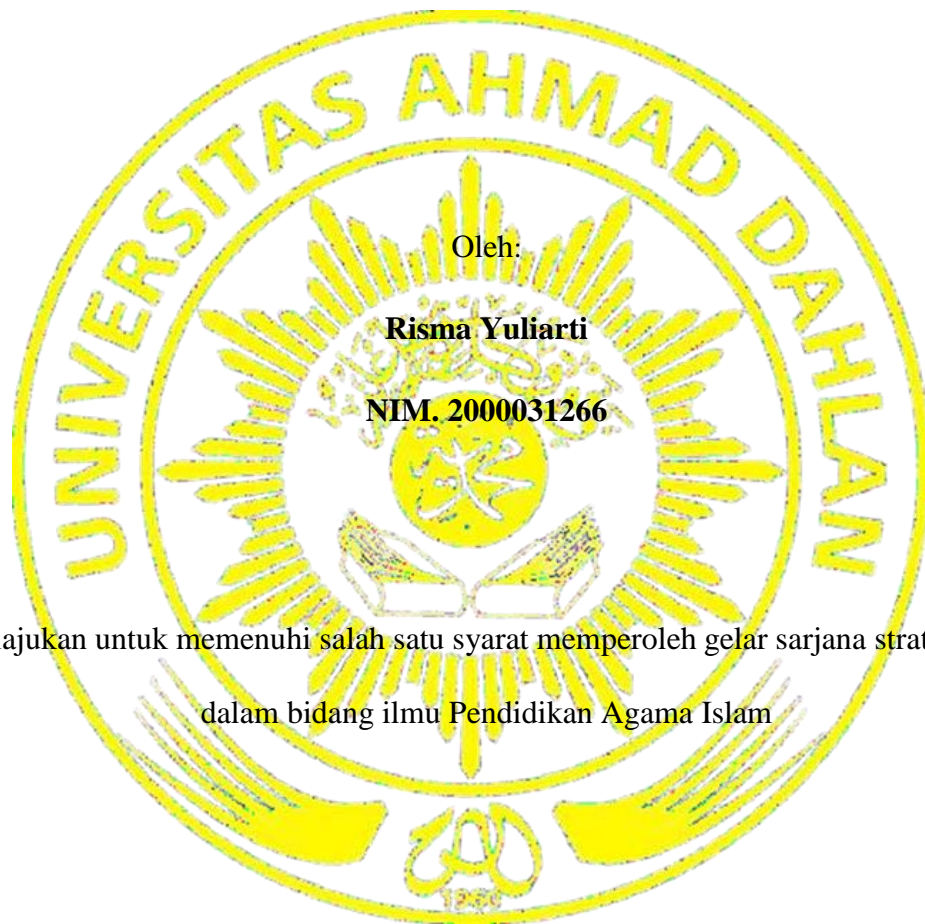 UNIVERSITAS AHMAD DAHLAN
Oleh:
Risma Yuliarti
NIM. 2000031266
ajukan untuk memenuhi salah satu syarat memperoleh gelar sarjana strat
dalam bidang ilmu Pendidikan Agama Islam